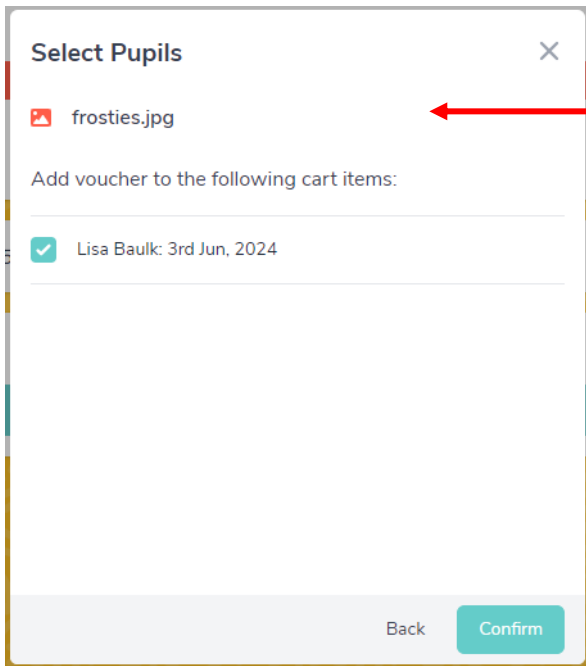 Select Pupils
frosties.jpg
Add voucher to the following cart items:
Lisa Baulk: 3rd Jun, 2024
Back Confirm